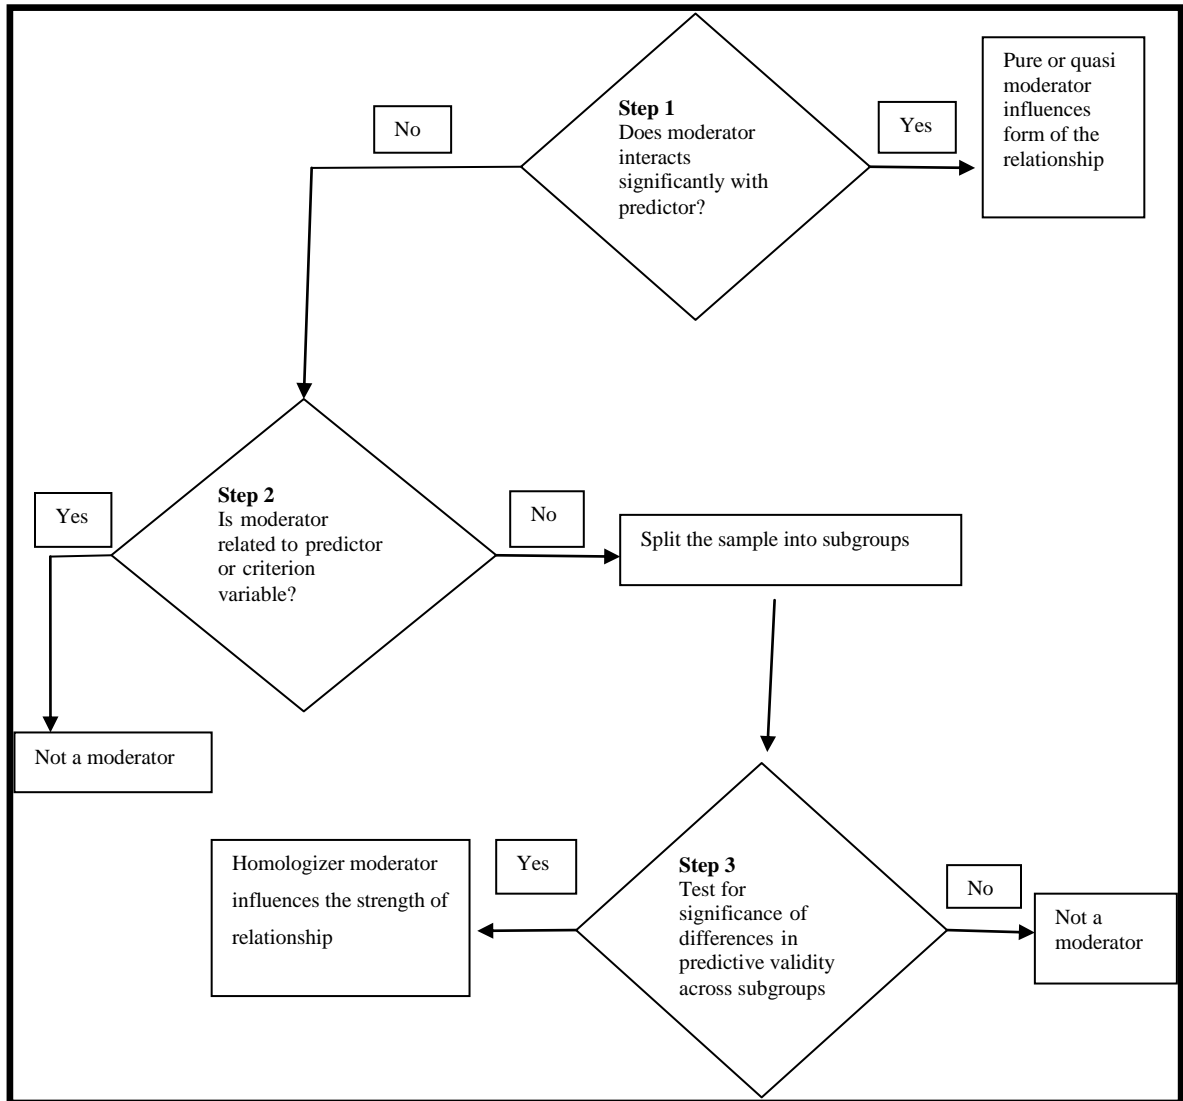 Step 1
Does moderator
interacts
significantly with
predictor?
No
Yes
Pure or quasi
moderator
influences
form of the
relationship
Step 2
Is moderator
related to predictor
or criterion
variable?
Yes
No
Split the sample into subgroups
Not a moderator
Step 3
Test for
significance of
differences in
predictive validity
across subgroups
Yes
Homologizer moderator
influences the strength of
relationship
No
Not a
moderator